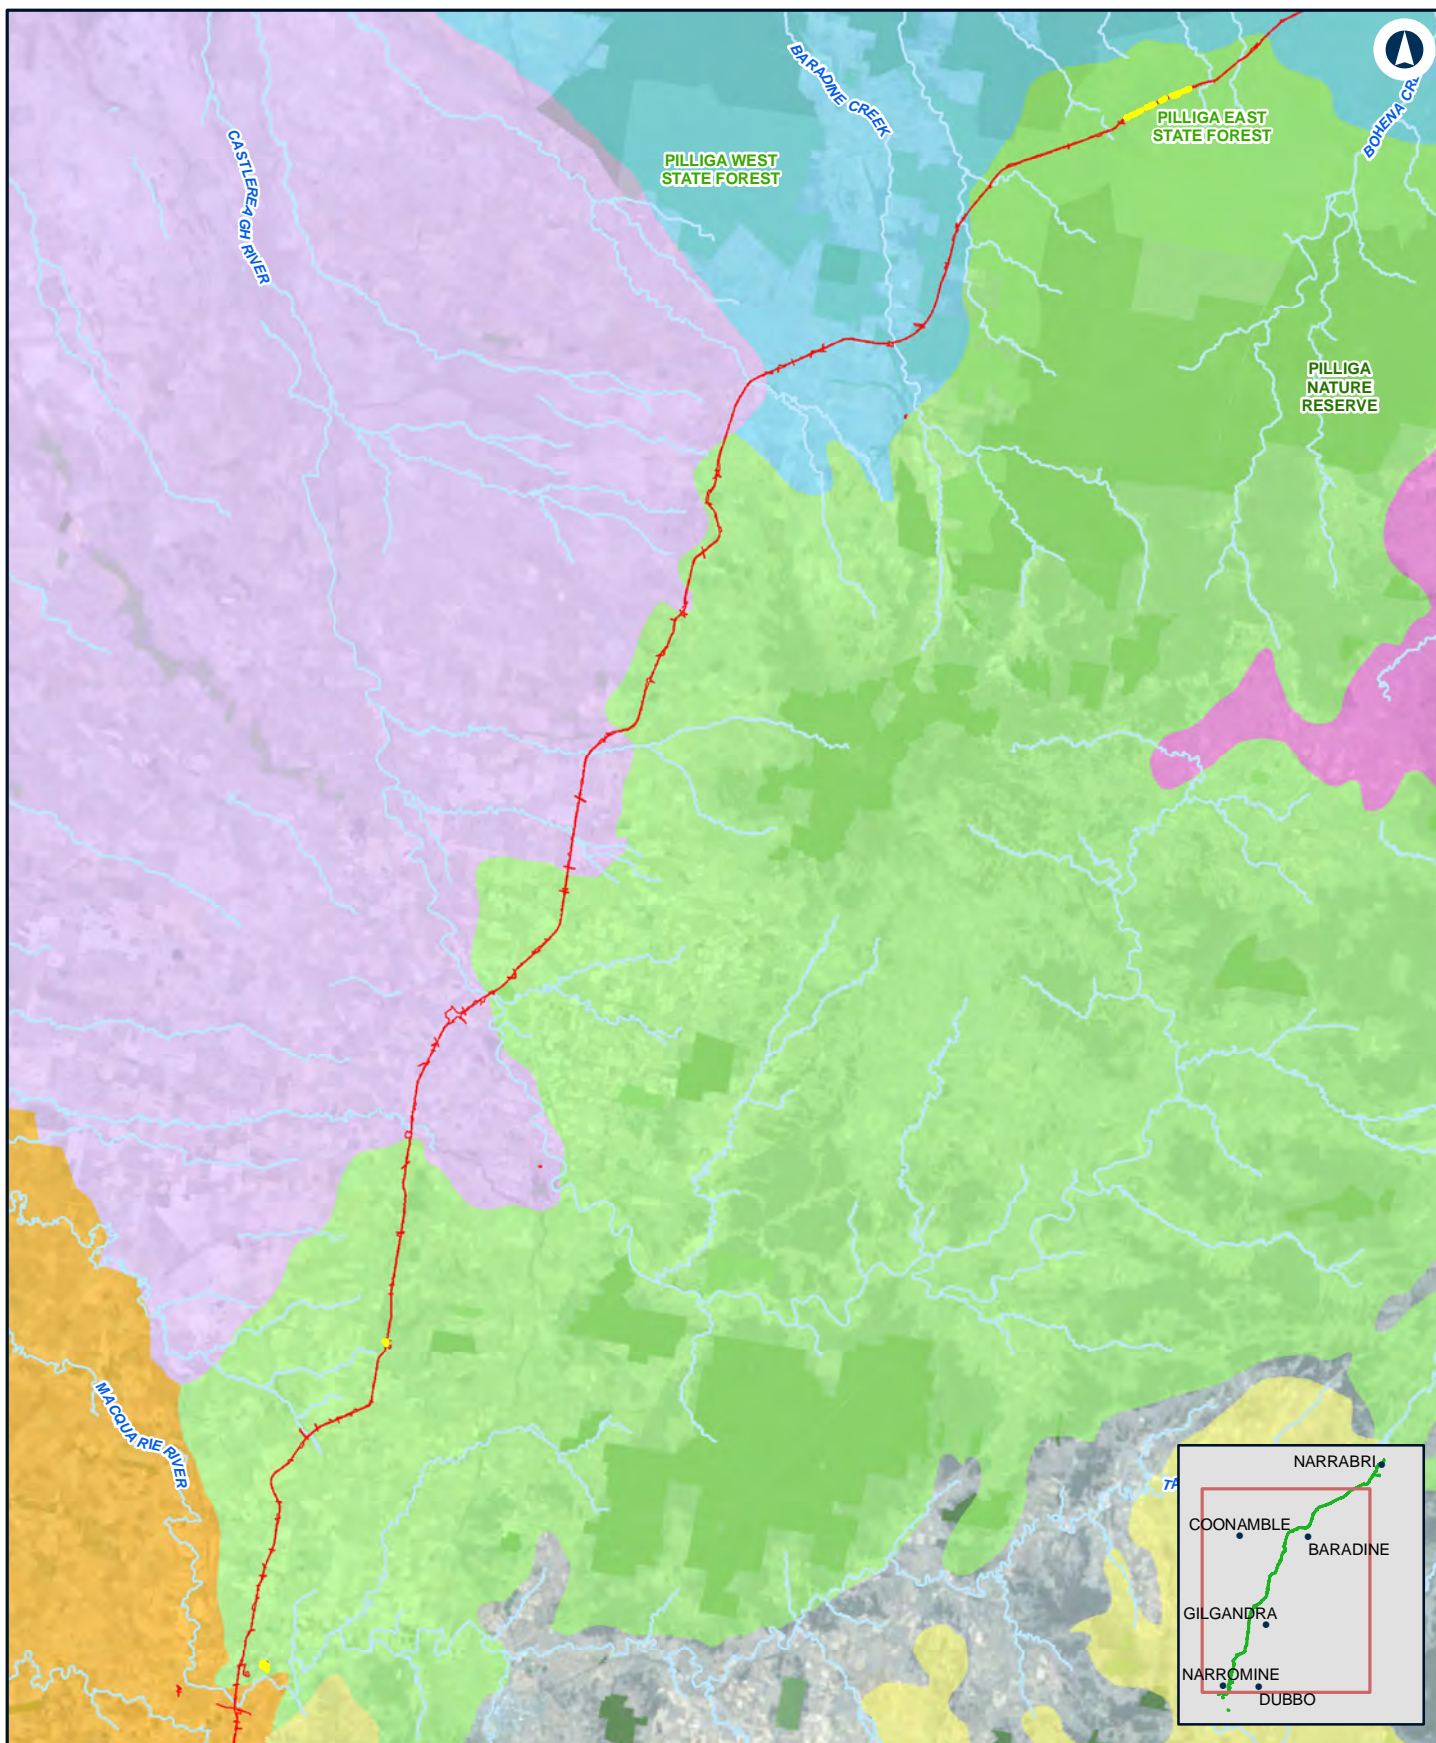 BARADINE CREEK
BOHENA
PILLIGA EAST
STATE FOREST
CASTLEREAGH RIVER
PILLIGA WEST
STATE FOREST
PILLIGA
NATURE
RESERVE
MACQUARIE RIVER
NARRABRI
COONAMBLE
BARADINE
GILGANDRA
NARROMINE
DUBBO